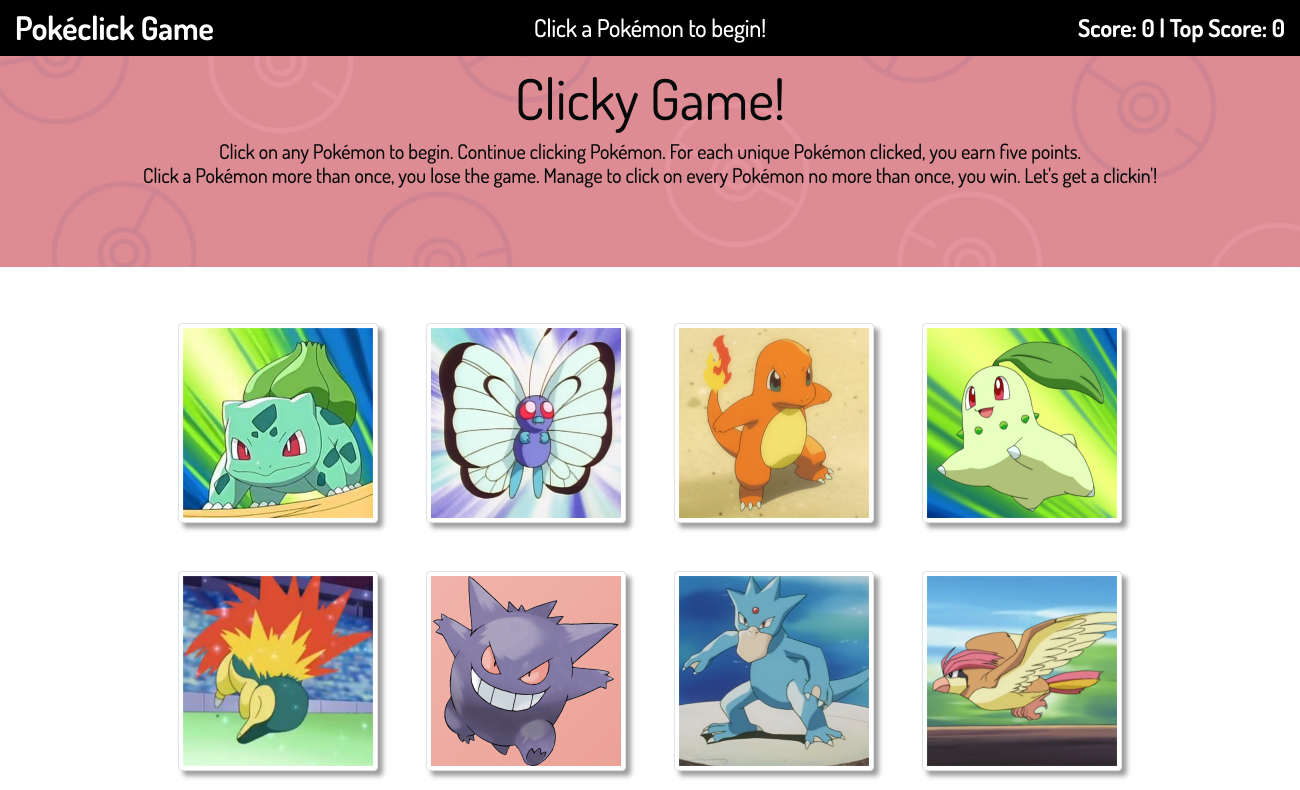 Pokéclick Game
Click a Pokémon to begin!
Score: 0 | Top Score: 0
Clicky Game!
Click on any Pokémon to begin. Continue clicking Pokémon. For each unique Pokémon clicked, you earn five points.
Click a Pokémon more than once, you lose the game. Manage to click on every Pokémon no more than once, you win. Let's get a clickin'!